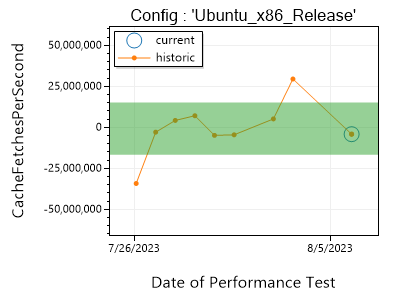 Config : 'Ubuntu_x86_Release'
current
historic
CacheFetchesPerSecond
50,000,000
25,000,000
0
-25,000,000
-50,000,000
7/26/2023
8/5/2023
Date of Performance Test